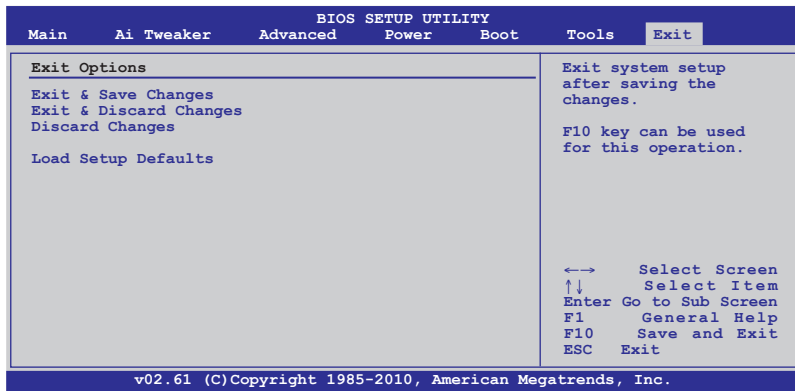 BIOS SETUP UTILITY
Main Ai Tweaker Advanced Power Boot Tools Exit
Exit Options
Exit & Save Changes
Exit & Discard Changes
Discard Changes
Load Setup Defaults
Exit system setup
after saving the
changes.
F10 key can be used
for this operation.
←→ Select Screen
↑↓ Select Item
Enter Go to Sub Screen
F1 General Help
F10 Save and Exit
ESC Exit
v02.61 (C)Copyright 1985-2010, American Megatrends, Inc.